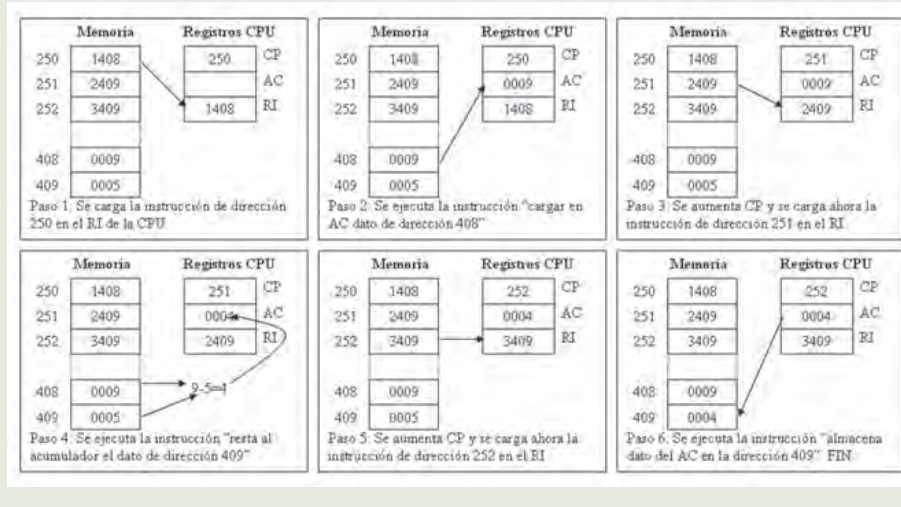 Memoria Registros CPU
250 1408 250 CP
251 2409 AC
252 3409 1408 RI
408 0009
409 0005
Paso 1: Se carga la instrucción de dirección
250 en el RI de la CPU
Memoria Registros CPU
250 1408 250 CP
251 2409 0009 AC
252 3409 1408 RI
408 0009
409 0005
Paso 2: Se ejecuta la instrucción "cargar en
AC dato de dirección 408"
Memoria Registros CPU
250 1408 251 CP
251 2409 0009 AC
252 3409 2409 RI
408 0009
409 0005
Paso 3: Se aumenta CP y se carga ahora la
instrucción de dirección 251 en el RI
Memoria Registros CPU
250 1408 251 CP
251 2409 0004 AC
252 3409 2409 RI
9-5=4
408 0009
409 0005
Paso 4: Se ejecuta la instrucción "resta al
acumulador el dato de dirección 409"
Memoria Registros CPU
250 1408 252 CP
251 2409 0004 AC
252 3409 3409 RI
408 0009
409 0005
Paso 5: Se aumenta CP y se carga ahora la
instrucción de dirección 252 en el RI
Memoria Registros CPU
250 1408 252 CP
251 2409 0004 AC
252 3409 3409 RI
408 0009
409 0004
Paso 6: Se ejecuta la instrucción "almacena
dato del AC en la dirección 409" FIN